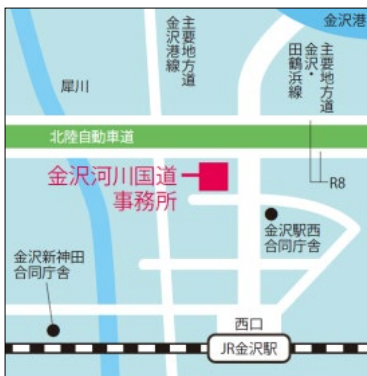 金沢港
主要地方道
金沢港線
主要地方道
金沢・
田鶴浜線
犀川
北陸自動車道
金沢河川国道
事務所
R8
金沢駅西
合同庁舎
金沢新神田
合同庁舎
西口
JR金沢駅